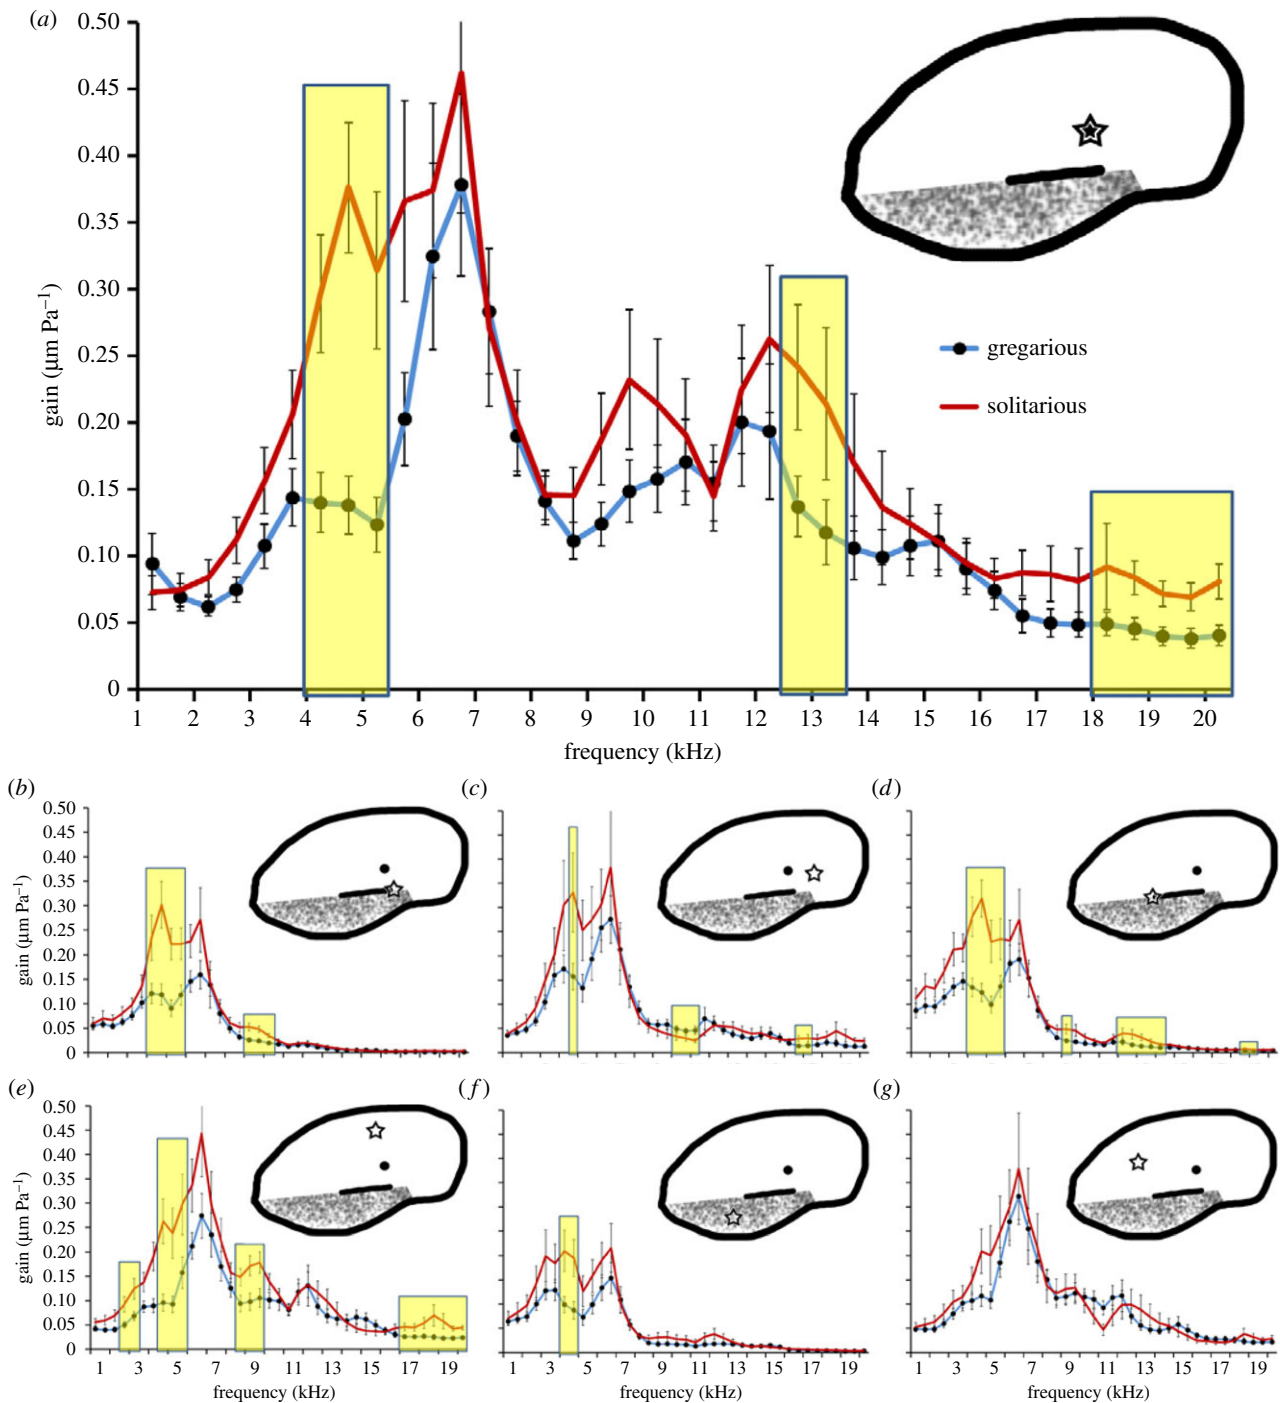 (a)
0.50
0.45
0.40
0.35
0.30
0.25
0.20
0.15
0.10
0.05
0
gain (µm Pa⁻¹)
gregarious
solitarious
1 2 3 4 5 6 7 8 9 10 11 12 13 14 15 16 17 18 19 20
frequency (kHz)
(b)
0.50
0.45
0.40
0.35
0.30
0.25
0.20
0.15
0.10
0.05
0
gain (µm Pa⁻¹)
(c)
(d)
(e)
0.50
0.45
0.40
0.35
0.30
0.25
0.20
0.15
0.10
0.05
0
gain (µm Pa⁻¹)
1 3 5 7 9 11 13 15 17 19
frequency (kHz)
(f)
1 3 5 7 9 11 13 15 17 19
frequency (kHz)
(g)
1 3 5 7 9 11 13 15 17 19
frequency (kHz)